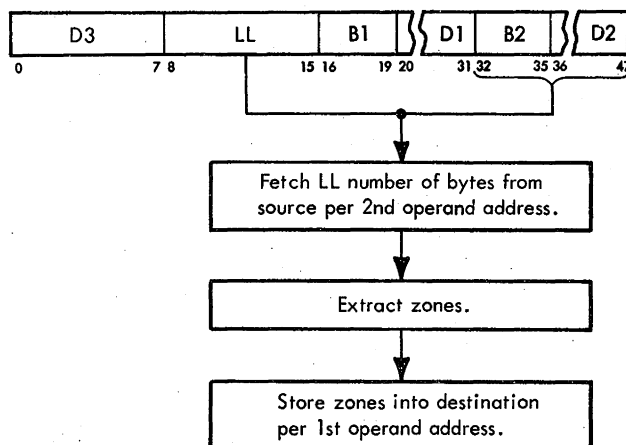 D3 LL B1 D1 B2 D2
0 7 8 15 16 19 20 31 32 35 36 47
Fetch LL number of bytes from
source per 2nd operand address.
Extract zones.
Store zones into destination
per 1st operand address.